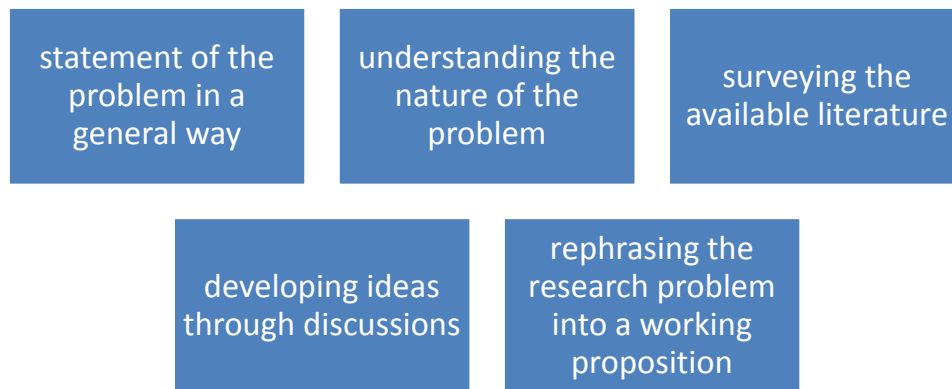 statement of the
problem in a
general way
understanding the
nature of the
problem
surveying the
available literature
developing ideas
through discussions
rephrasing the
research problem
into a working
proposition